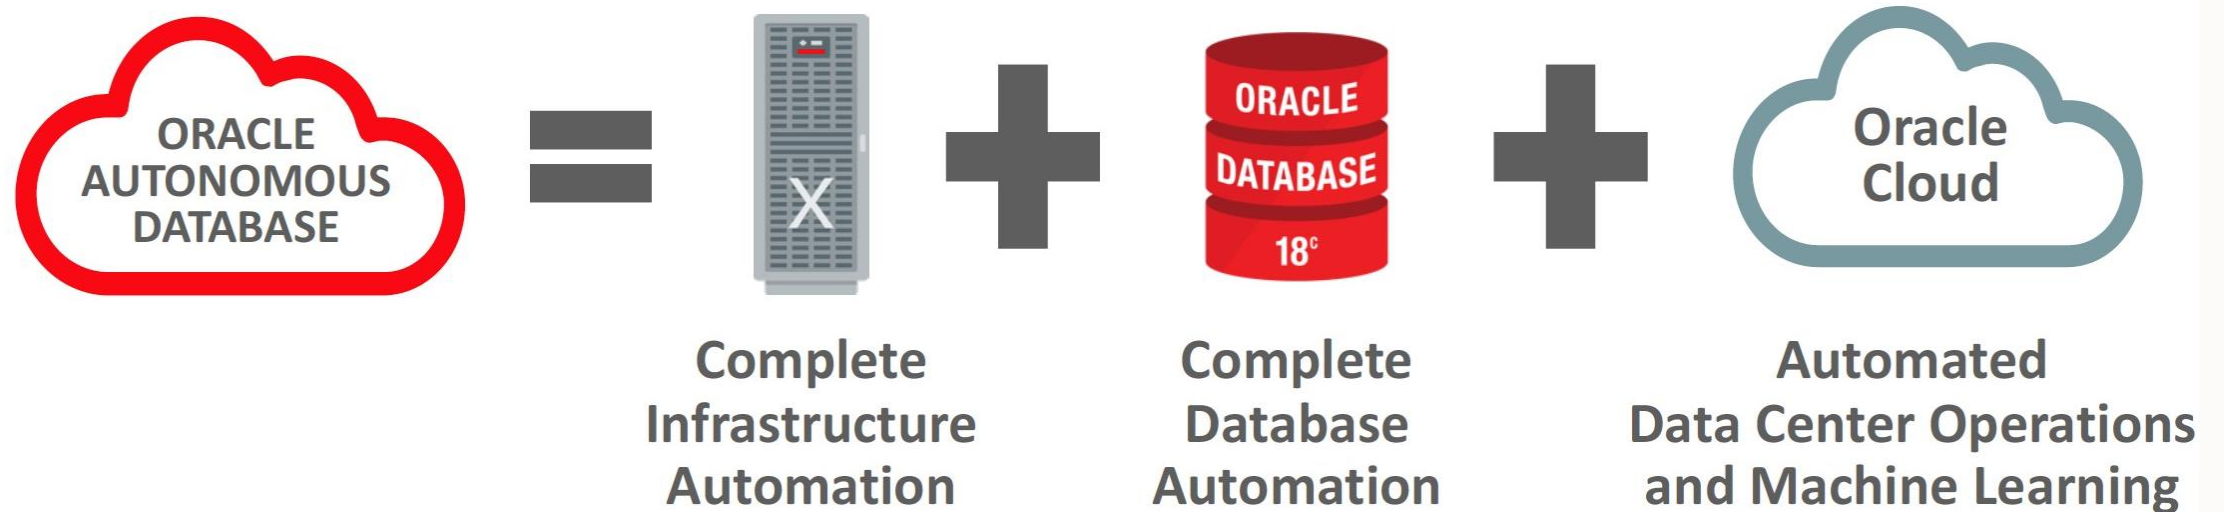 ORACLE
AUTONOMOUS
DATABASE
X
ORACLE
DATABASE
18c
Oracle
Cloud
Complete
Infrastructure
Automation
Complete
Database
Automation
Automated
Data Center Operations
and Machine Learning